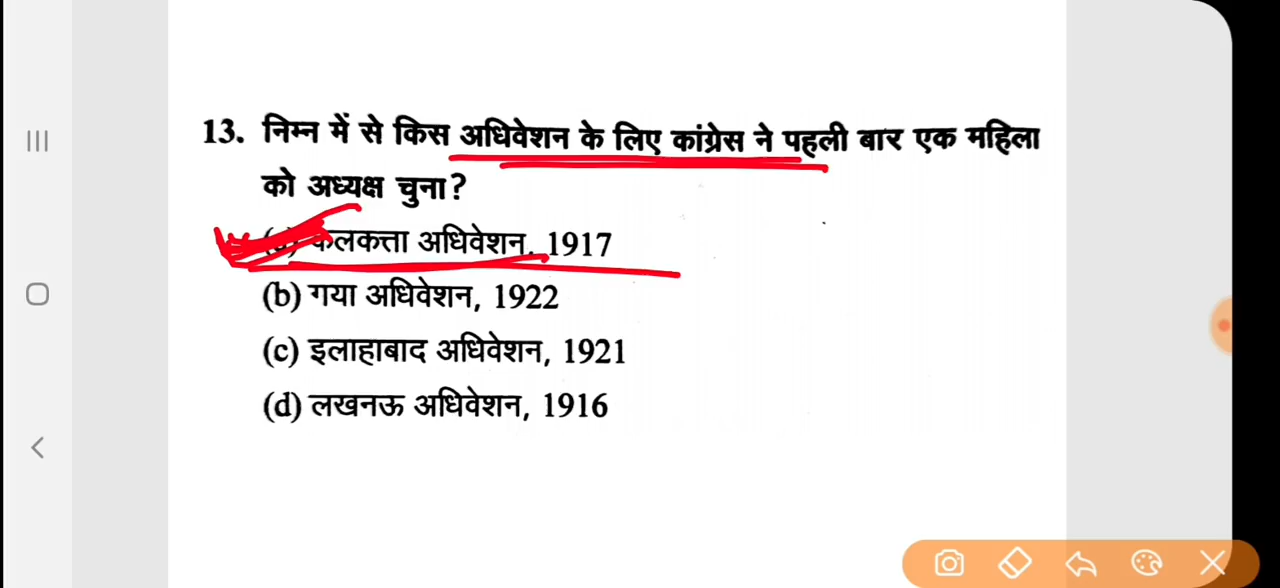 13. निम्न में से किस अधिवेशन के लिए कांग्रेस ने पहली बार एक महिला
को अध्यक्ष चुना?
कलकत्ता अधिवेशन, 1917
(b) गया अधिवेशन, 1922
(c) इलाहाबाद अधिवेशन, 1921
(d) लखनऊ अधिवेशन, 1916